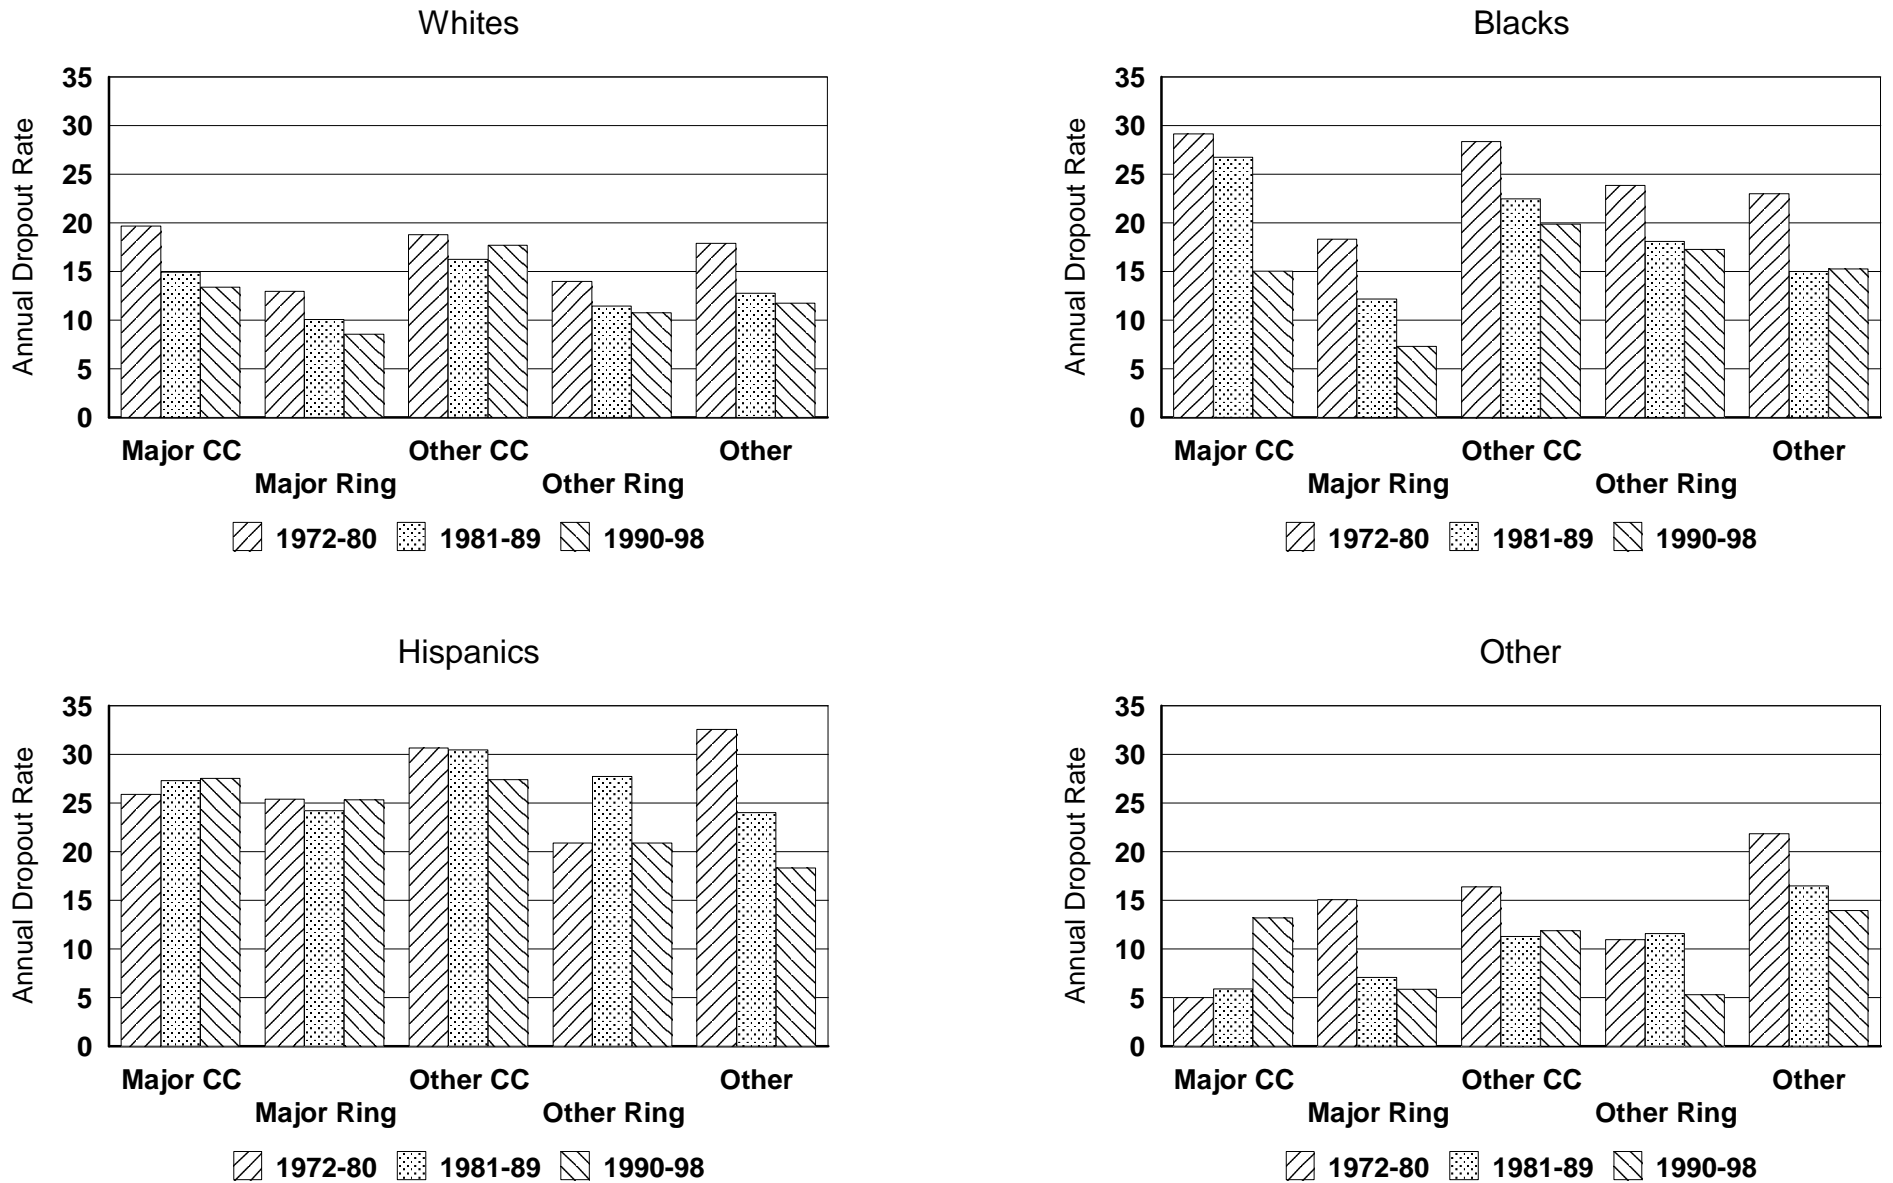 Whites
Annual Dropout Rate
35
30
25
20
15
10
5
0
Major CC
Other CC
Other
Major Ring
Other Ring
1972-80 1981-89 1990-98
Blacks
Annual Dropout Rate
35
30
25
20
15
10
5
0
Major CC
Other CC
Other
Major Ring
Other Ring
1972-80 1981-89 1990-98
Hispanics
Annual Dropout Rate
35
30
25
20
15
10
5
0
Major CC
Other CC
Other
Major Ring
Other Ring
1972-80 1981-89 1990-98
Other
Annual Dropout Rate
35
30
25
20
15
10
5
0
Major CC
Other CC
Other
Major Ring
Other Ring
1972-80 1981-89 1990-98